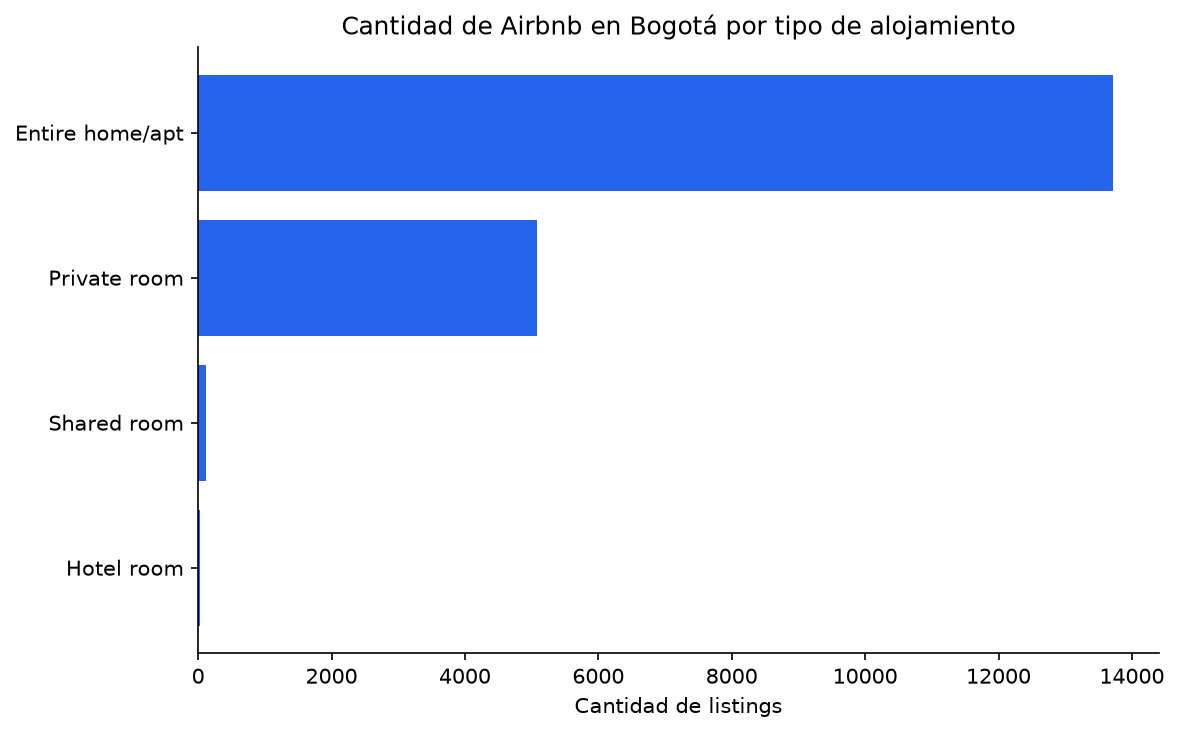 Cantidad de Airbnb en Bogotá por tipo de alojamiento
Entire home/apt
Private room
Shared room
Hotel room
0 2000 4000 6000 8000 10000 12000 14000
Cantidad de listings